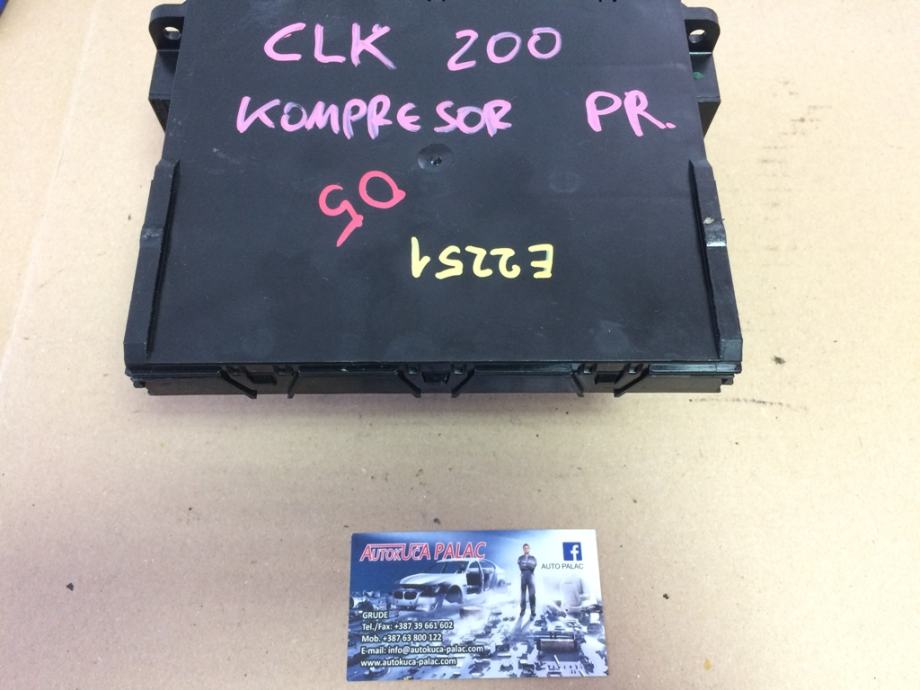 CLK 200
KOMPRESOR PR.
05
E2251
AUTOKUĆA PALAC
f
AUTO PALAC
GRUDE
Tel./Fax: +387 39 661 602
Mob. +387 63 800 122
E-mail: info@autokuca-palac.com
www.autokuca-palac.com